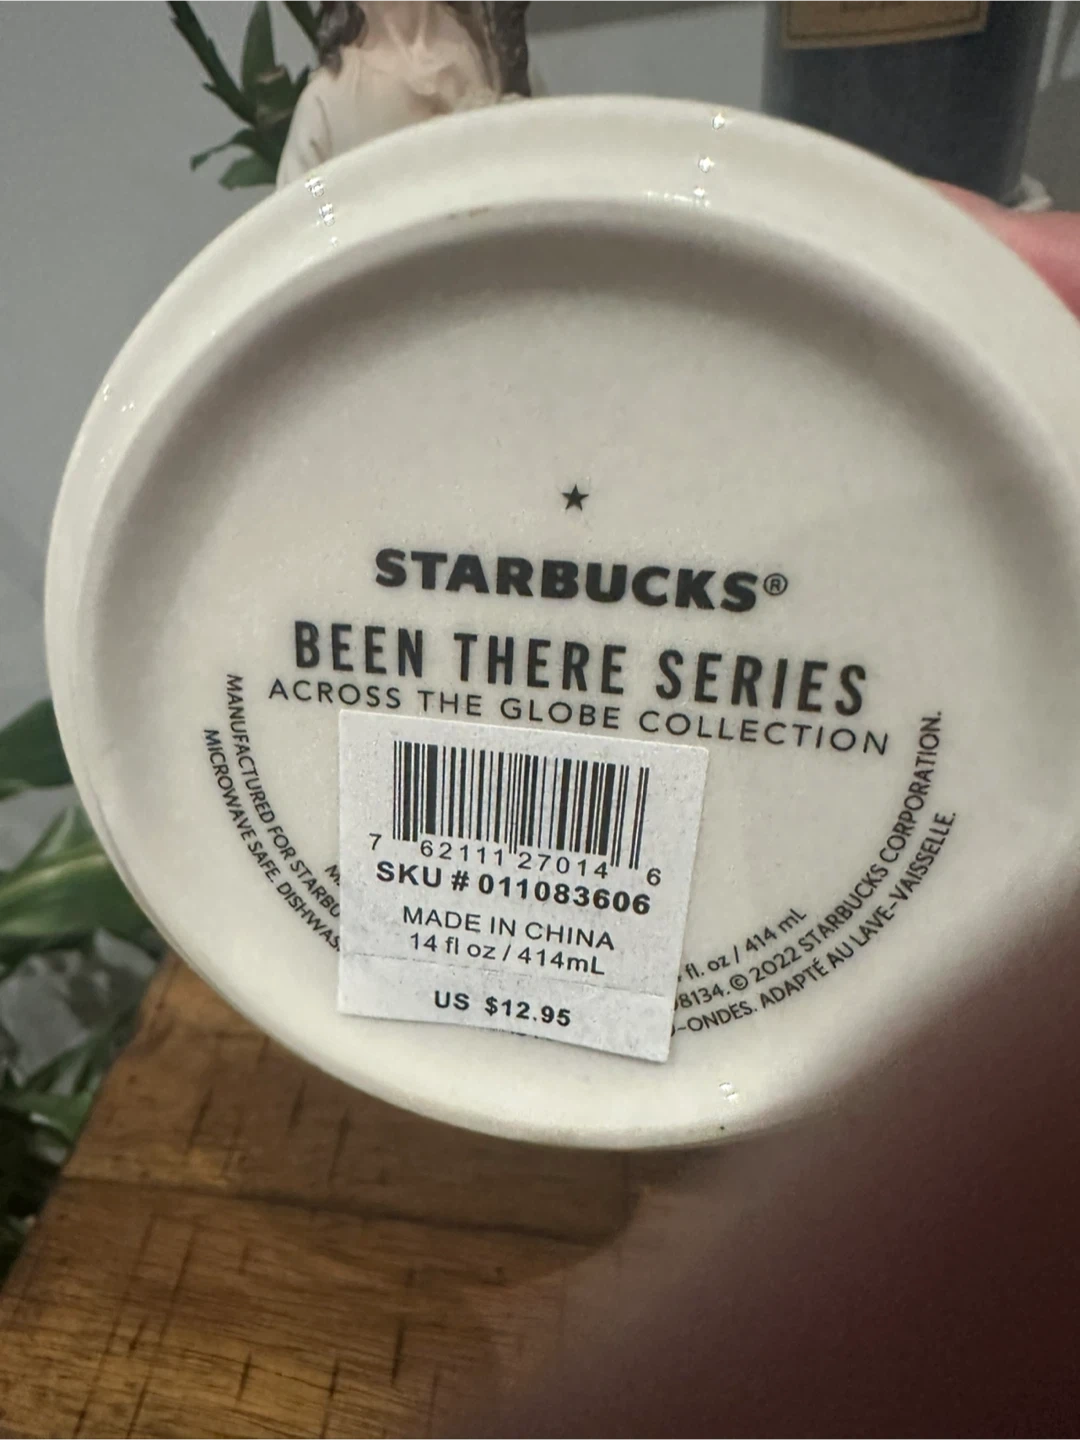 ★
STARBUCKS®
BEEN THERE SERIES
ACROSS THE GLOBE COLLECTION
7 62111 27014 6
SKU # 011083606
MADE IN CHINA
14 fl oz / 414mL
US $12.95
MANUFACTURED FOR STARBU
MICROWAVE SAFE. DISHWAS
fl. oz / 414 mL
98134. © 2022 STARBUCKS CORPORATION.
-ONDES. ADAPTÉ AU LAVE-VAISSELLE.